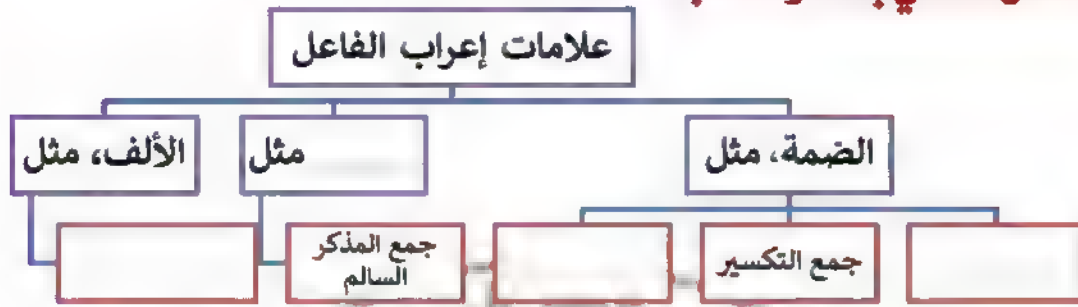 علامات إعراب الفاعل
الضمة، مثل
مثل
الألف، مثل
جمع التكسير
جمع المذكر
السالم